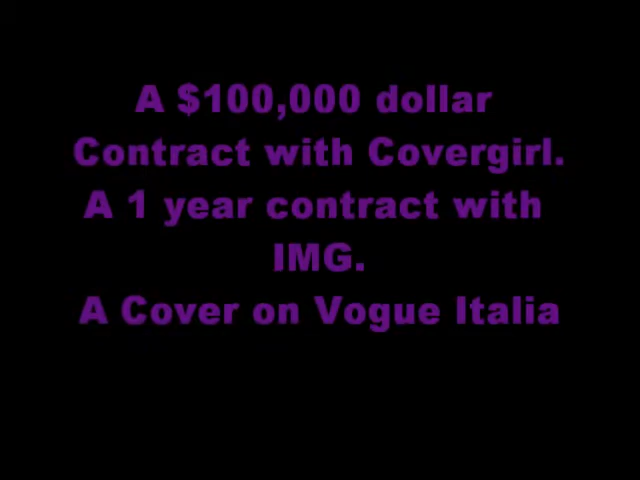 A $100,000 dollar
Contract with Covergirl.
A 1 year contract with
IMG.
A Cover on Vogue Italia